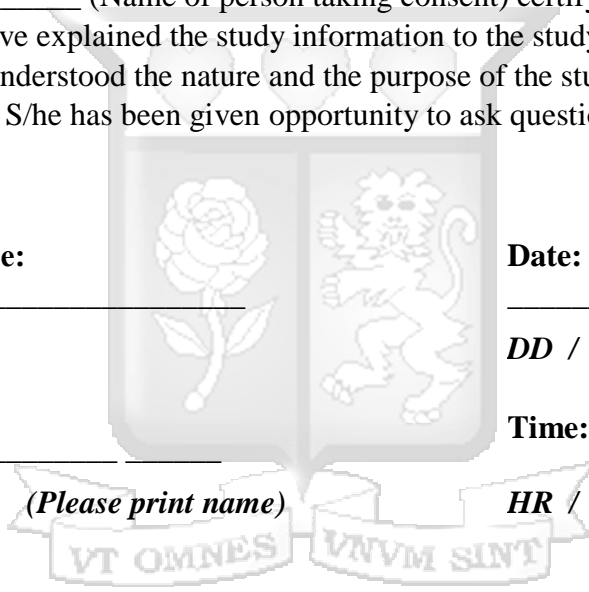 (Name of person taking consent) certify
ve explained the study information to the study
nderstood the nature and the purpose of the stu
S/he has been given opportunity to ask questio
e:
Date:
DD /
Time:
(Please print name)
HR /
VT OMNES VNVM SINT